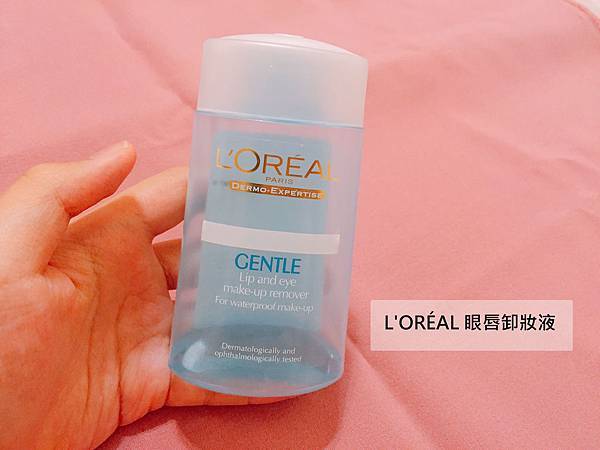 L'ORÉAL
PARIS
DERMO-EXPERTISE
GENTLE
Lip and eye
make-up remover
For waterproof make-up
Dermatologically and
ophthalmologically tested
L'ORÉAL 眼唇卸妝液